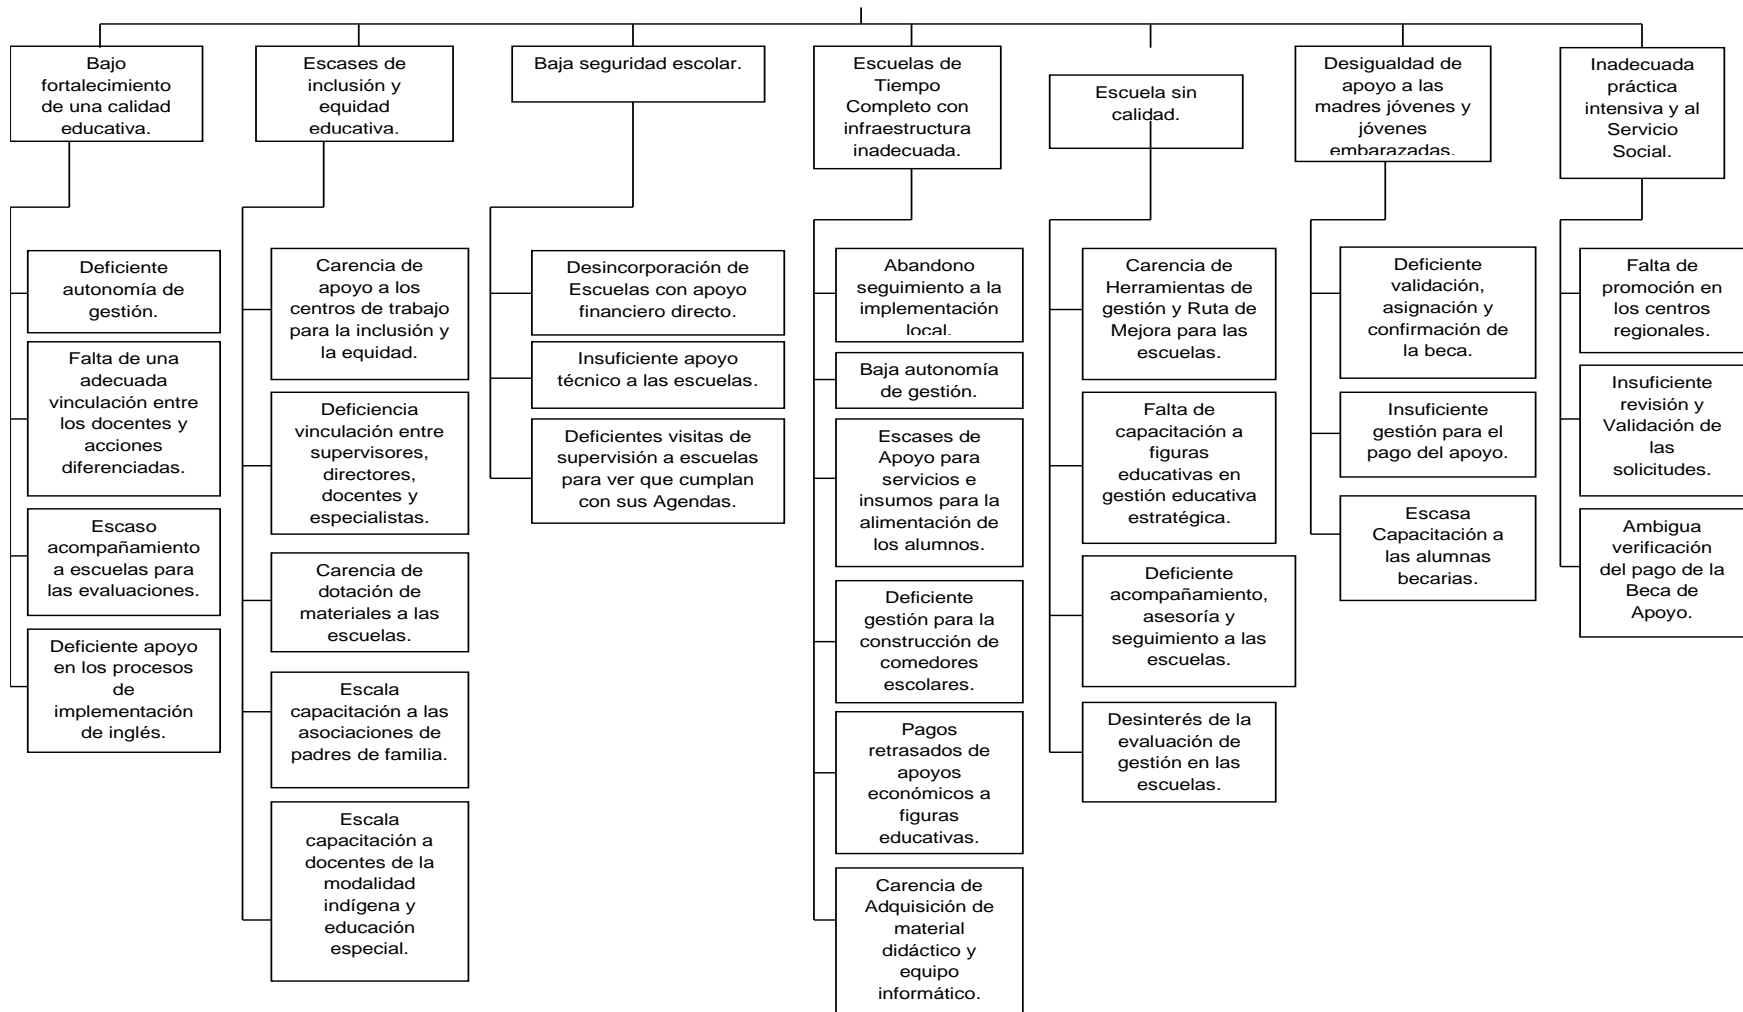 Bajo
fortalecimiento
de una calidad
educativa.
Escases de
inclusión y
equidad
educativa.
Baja seguridad escolar.
Escuelas de
Tiempo
Completo con
infraestructura
inadecuada.
Escuela sin
calidad.
Desigualdad de
apoyo a las
madres jóvenes y
jóvenes
embarazadas.
Inadecuada
práctica
intensiva y al
Servicio
Social.
Deficiente
autonomía de
gestión.
Falta de una
adecuada
vinculación entre
los docentes y
acciones
diferenciadas.
Escaso
acompañamiento
a escuelas para
las evaluaciones.
Deficiente apoyo
en los procesos
de
implementación
de inglés.
Carencia de
apoyo a los
centros de trabajo
para la inclusión y
la equidad.
Deficiencia
vinculación entre
supervisores,
directores,
docentes y
especialistas.
Carencia de
dotación de
materiales a las
escuelas.
Escala
capacitación a las
asociaciones de
padres de familia.
Escala
capacitación a
docentes de la
modalidad
indígena y
educación
especial.
Desincorporación de
Escuelas con apoyo
financiero directo.
Insuficiente apoyo
técnico a las escuelas.
Deficientes visitas de
supervisión a escuelas
para ver que cumplan
con sus Agendas.
Abandono
seguimiento a la
implementación
local.
Baja autonomía
de gestión.
Escases de
Apoyo para
servicios e
insumos para la
alimentación de
los alumnos.
Deficiente
gestión para la
construcción de
comedores
escolares.
Pagos
retrasados de
apoyos
económicos a
figuras
educativas.
Carencia de
Adquisición de
material
didáctico y
equipo
informático.
Carencia de
Herramientas de
gestión y Ruta de
Mejora para las
escuelas.
Falta de
capacitación a
figuras
educativas en
gestión educativa
estratégica.
Deficiente
acompañamiento,
asesoría y
seguimiento a las
escuelas.
Desinterés de la
evaluación de
gestión en las
escuelas.
Deficiente
validación,
asignación y
confirmación de
la beca.
Insuficiente
gestión para el
pago del apoyo.
Escasa
Capacitación a
las alumnas
becarias.
Falta de
promoción en
los centros
regionales.
Insuficiente
revisión y
Validación de
las
solicitudes.
Ambigua
verificación
del pago de la
Beca de
Apoyo.